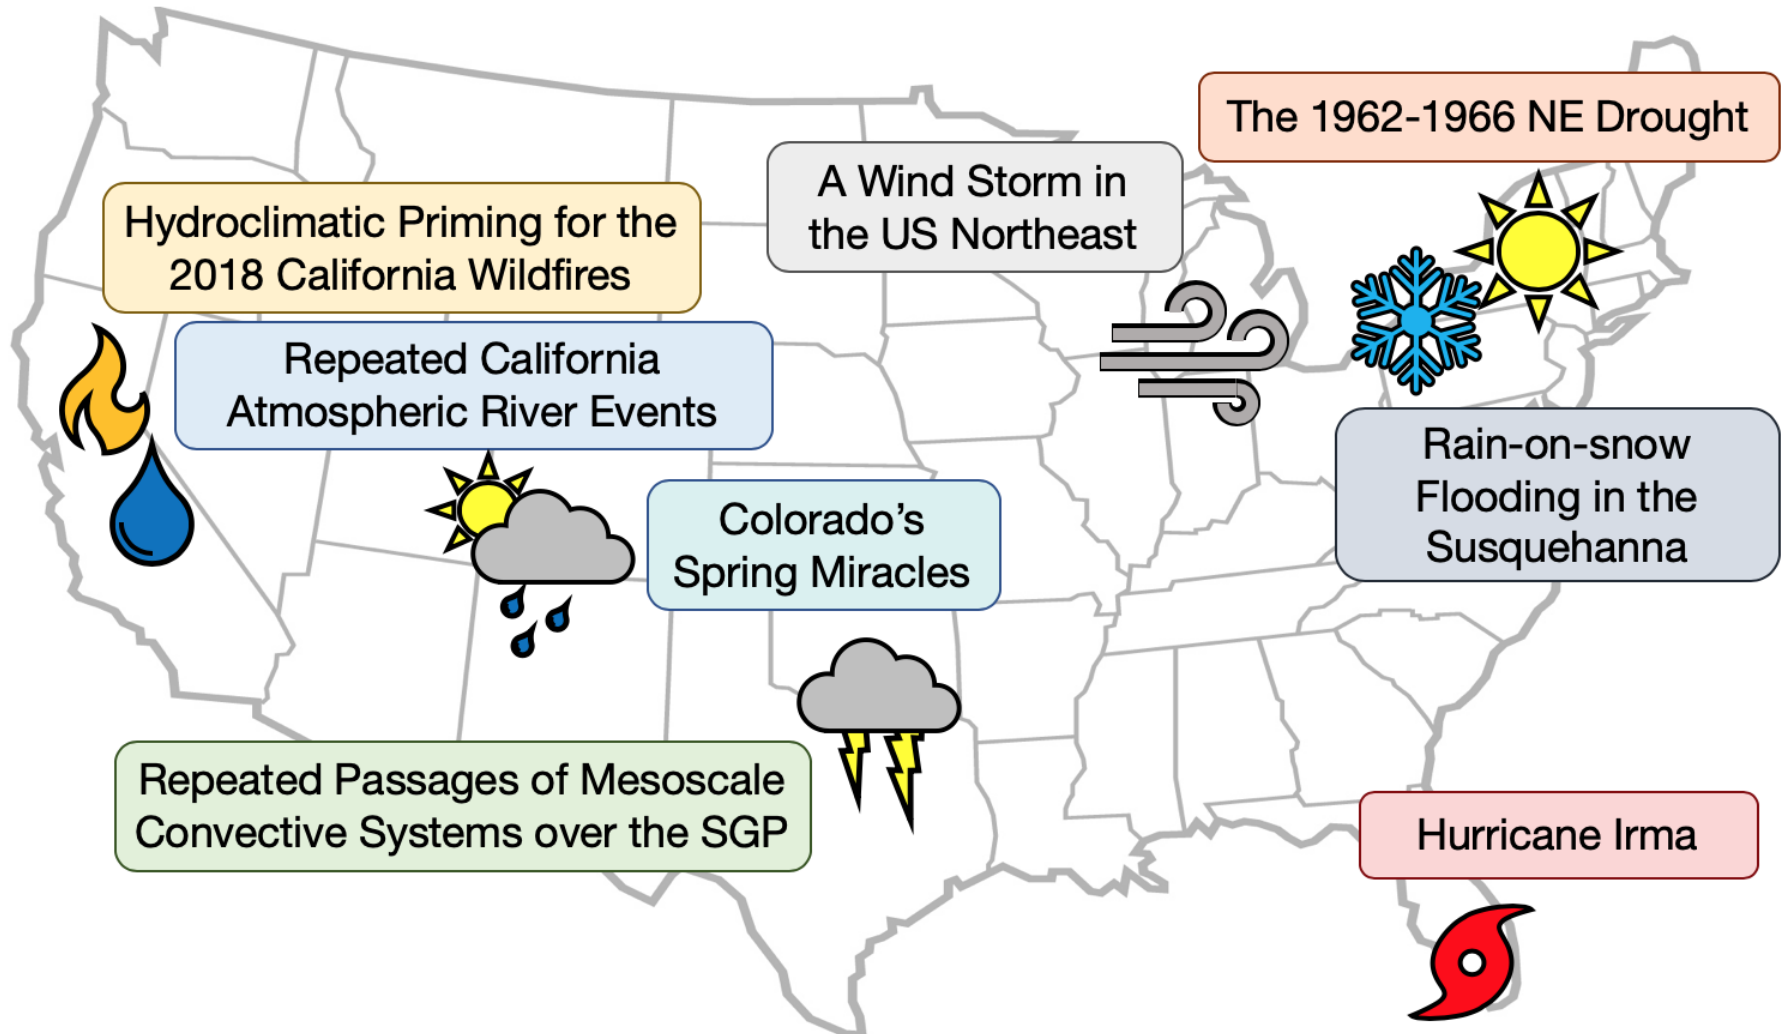 The 1962-1966 NE Drought
A Wind Storm in
the US Northeast
Hydroclimatic Priming for the
2018 California Wildfires
Repeated California
Atmospheric River Events
Rain-on-snow
Flooding in the
Susquehanna
Colorado’s
Spring Miracles
Repeated Passages of Mesoscale
Convective Systems over the SGP
Hurricane Irma